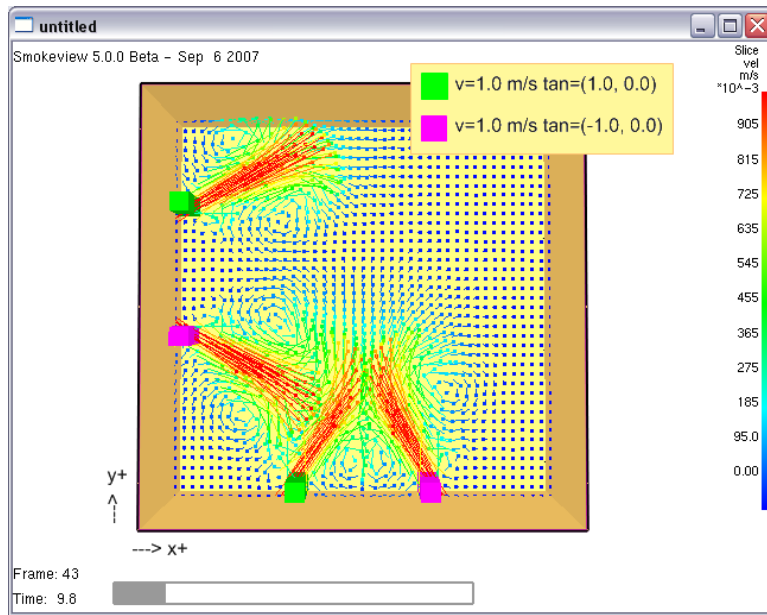 untitled
Smokeview 5.0.0 Beta - Sep 6 2007
Slice
vel
m/s
*10^-3
v=1.0 m/s tan=(1.0, 0.0)
v=1.0 m/s tan=(-1.0, 0.0)
905
815
725
635
545
455
365
275
185
95.0
0.00
y+
---> 
---> x+
Frame: 43
Time: 9.8